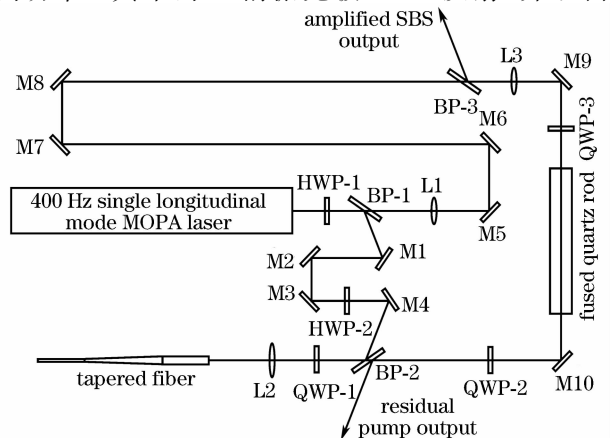 amplified SBS
output
L3
M9
M8
BP-3
M6
QWP-3
M7
HWP-1
BP-1
L1
400 Hz single longitudinal
mode MOPA laser
M5
M1
M2
fused quartz rod
M3
M4
HWP-2
tapered fiber
L2
QWP-1
BP-2
QWP-2
M10
residual
pump output